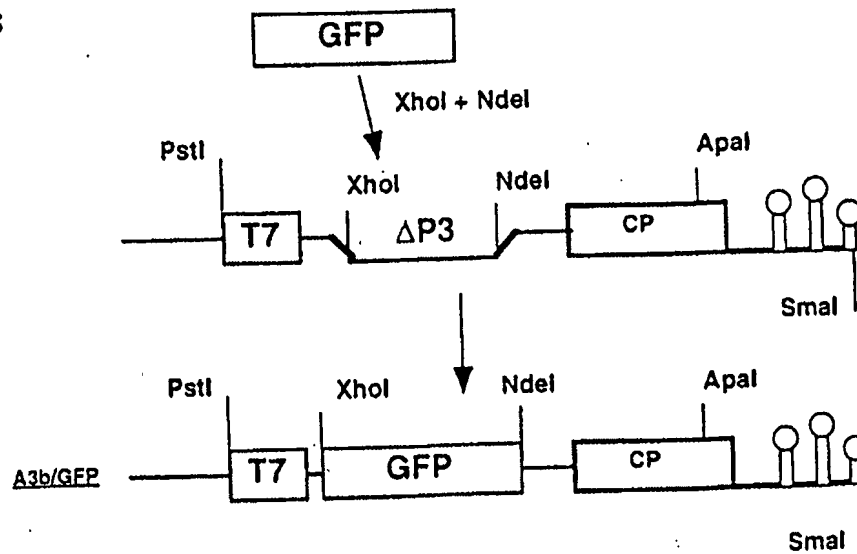 GFP
XhoI + NdeI
PstI
XhoI
NdeI
ApaI
T7
ΔP3
CP
SmaI
PstI
XhoI
NdeI
ApaI
A3b/GFP
T7
GFP
CP
SmaI